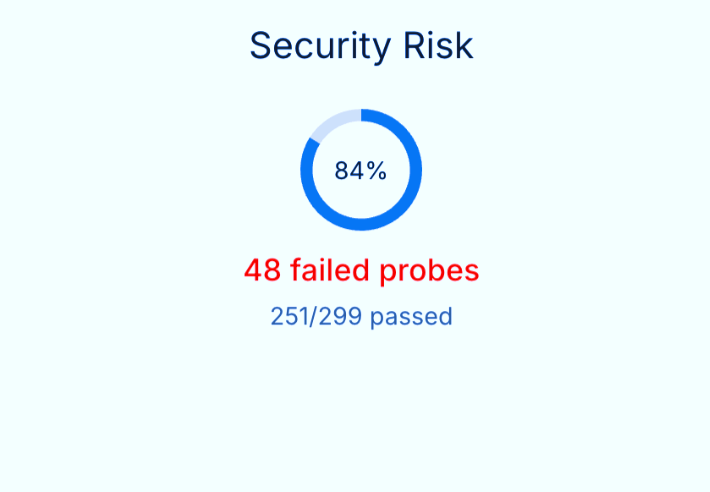 Security Risk
84%
48 failed probes
251/299 passed